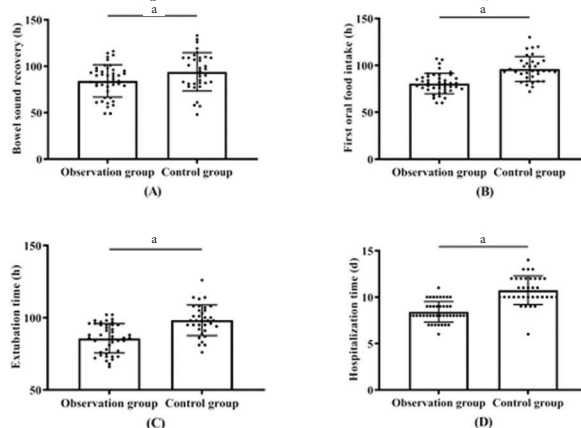 a
150
100
50
0
Bowel sound recovery (h)
Observation group
Control group
(A)
a
150
100
50
0
First oral food intake (h)
Observation group
Control group
(B)
a
150
100
50
Extubation time (h)
Observation group
Control group
(C)
a
15
10
5
0
Hospitalization time (d)
Observation group
Control group
(D)